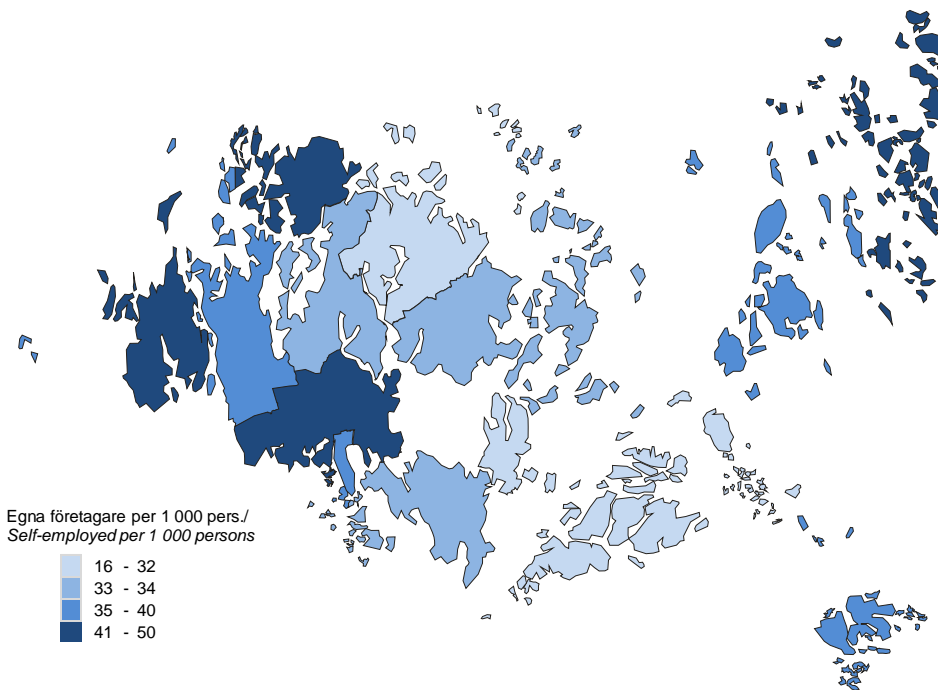 Egna företagare per 1 000 pers./
Self-employed per 1 000 persons
16 - 32
33 - 34
35 - 40
41 - 50